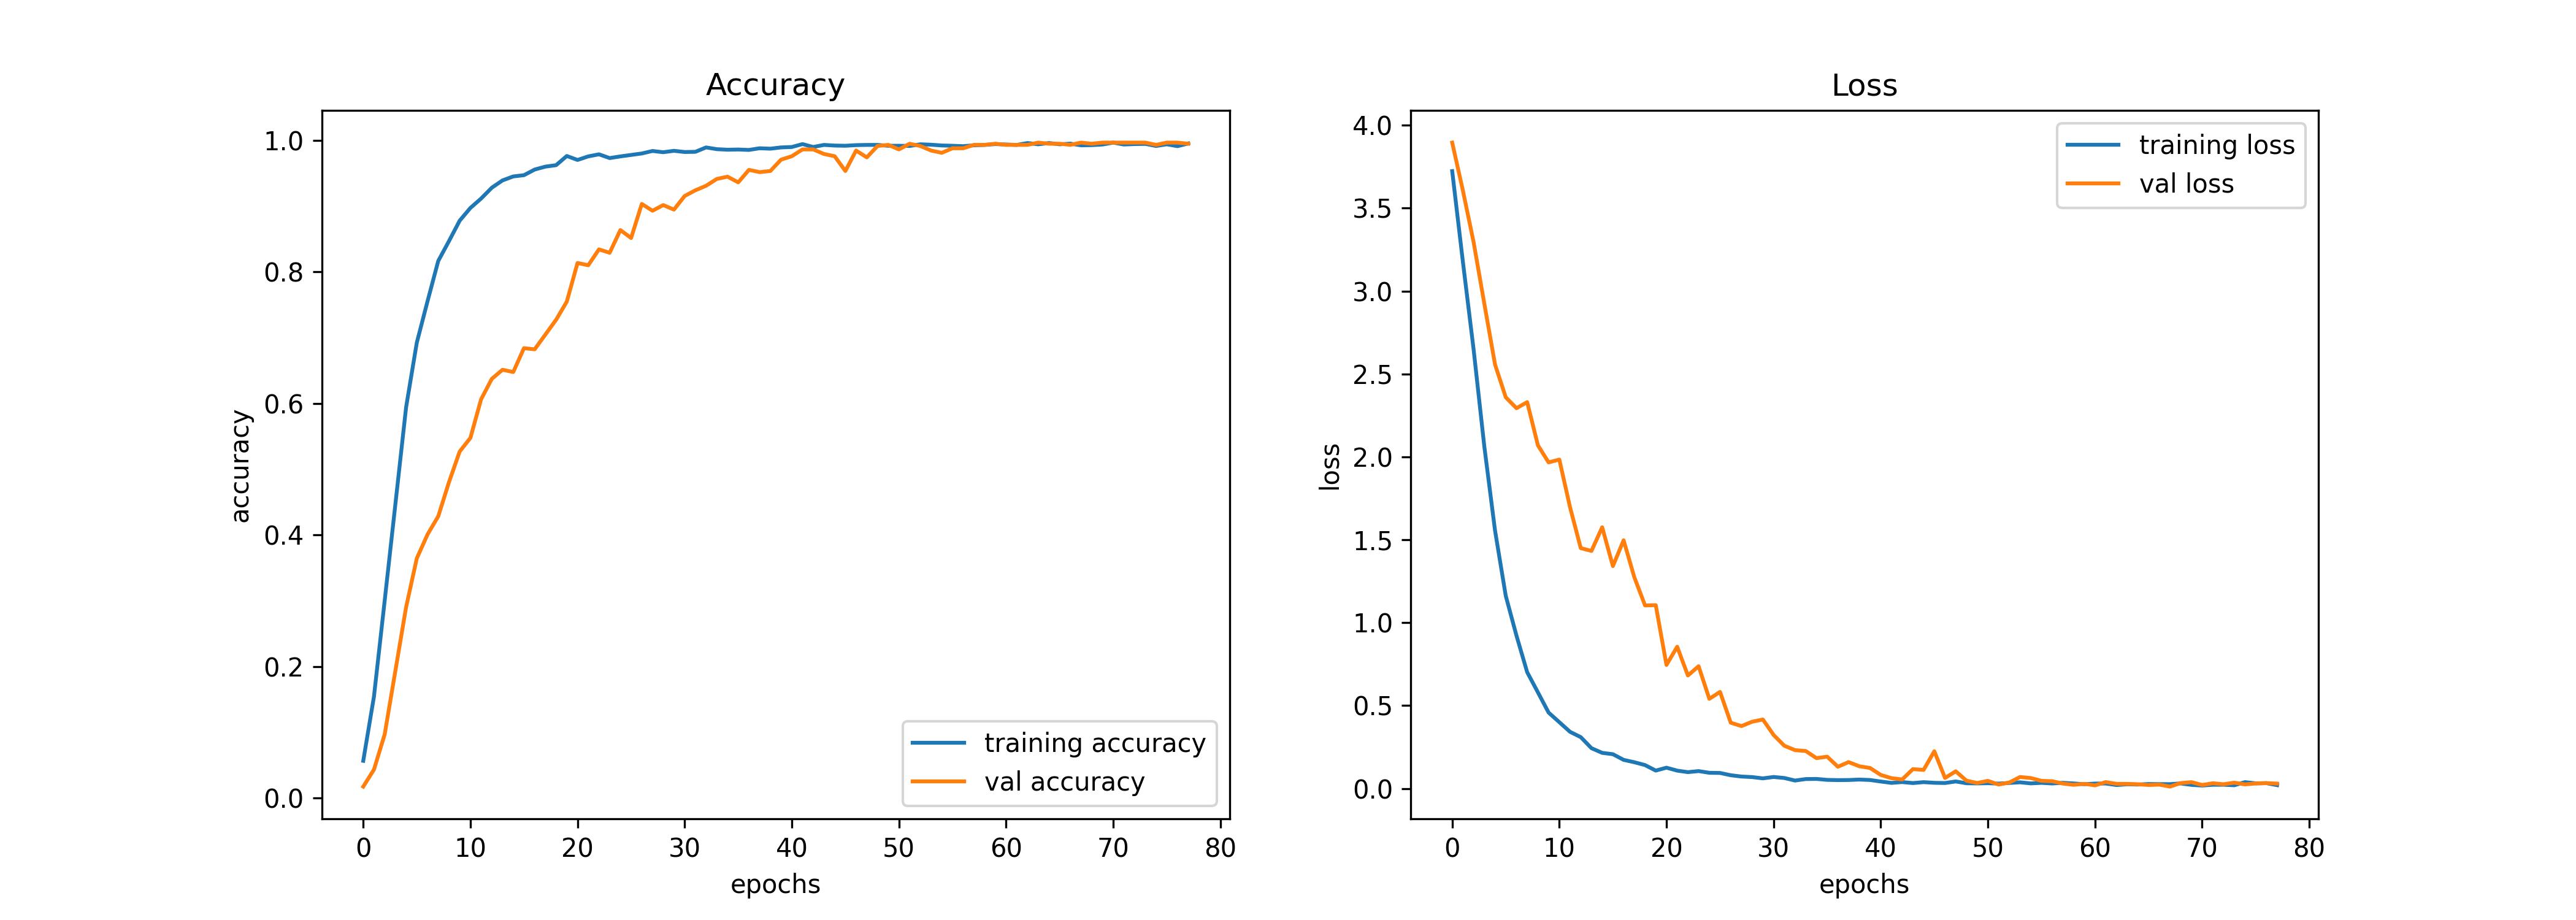 Accuracy
1.0
0.8
0.6
0.4
0.2
0.0
accuracy
training accuracy
val accuracy
0 10 20 30 40 50 60 70 80
epochs
Loss
4.0
3.5
3.0
2.5
2.0
1.5
1.0
0.5
0.0
loss
training loss
val loss
0 10 20 30 40 50 60 70 80
epochs